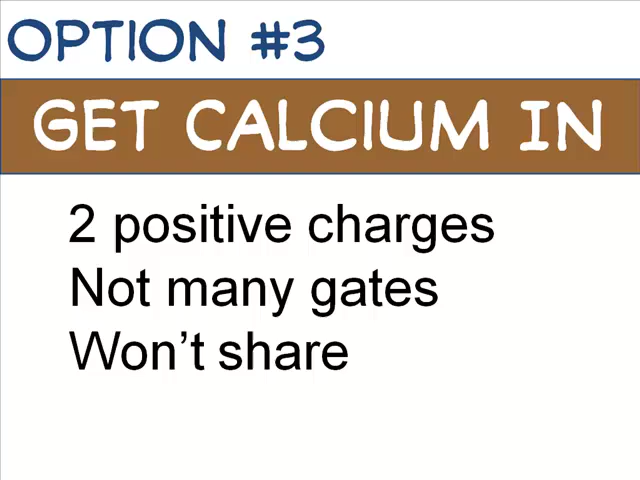 OPTION #3
GET CALCIUM IN
2 positive charges
Not many gates
Won’t share